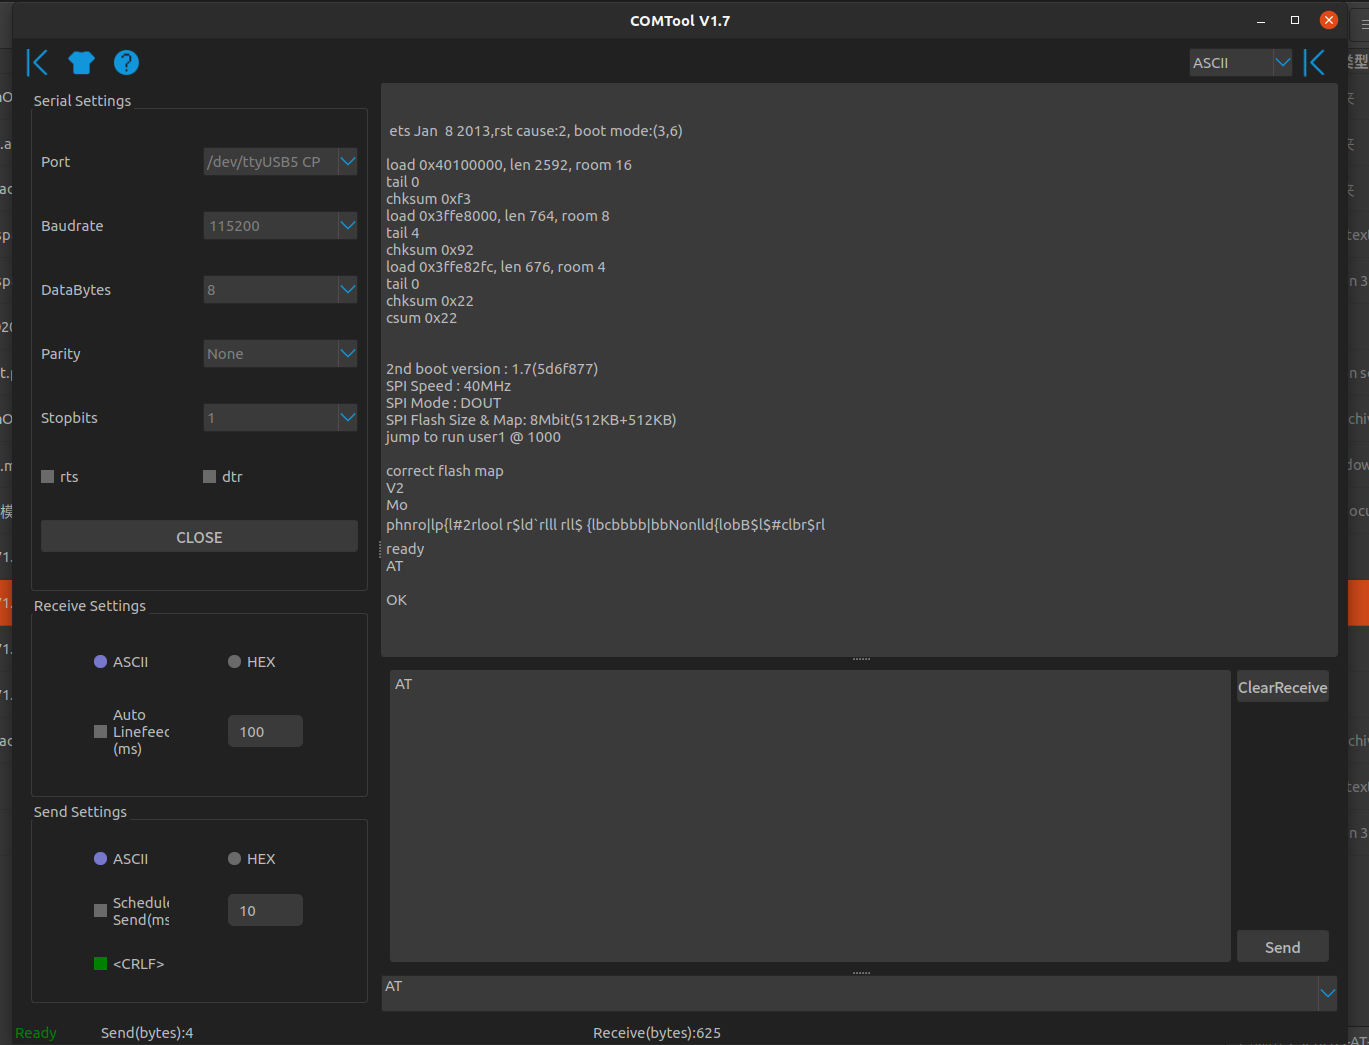 COMTool V1.7
ASCII
Serial Settings
Port
/dev/ttyUSB5 CP
Baudrate
115200
DataBytes
8
Parity
None
Stopbits
1
rts
dtr
CLOSE
Receive Settings
ASCII
HEX
Auto
Linefeed
(ms)
100
Send Settings
ASCII
HEX
Schedule
Send(ms
10
<CRLF>
ets Jan  8 2013,rst cause:2, boot mode:(3,6)
load 0x40100000, len 2592, room 16
tail 0
chksum 0xf3
load 0x3ffe8000, len 764, room 8
tail 4
chksum 0x92
load 0x3ffe82fc, len 676, room 4
tail 0
chksum 0x22
csum 0x22
2nd boot version : 1.7(5d6f877)
SPI Speed : 40MHz
SPI Mode : DOUT
SPI Flash Size & Map: 8Mbit(512KB+512KB)
jump to run user1 @ 1000
correct flash map
V2
Mo
phnro|lp{l#2rlool r$ld`rlll rll$ {lbcbbbb|bbNonlld{lobB$l$#clbr$rl
ready
AT
OK
AT
ClearReceive
Send
AT
Ready
Send(bytes):4
Receive(bytes):625